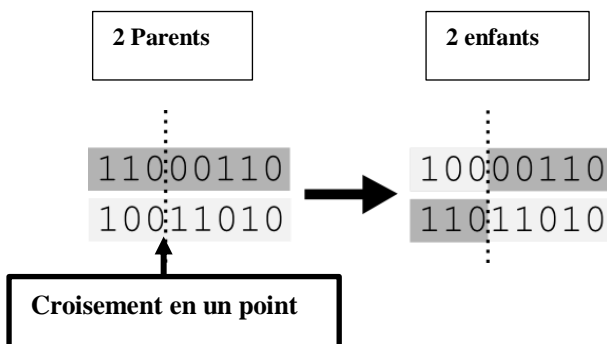 2 Parents
2 enfants
11000110
10011010
10000110
11011010
Croisement en un point